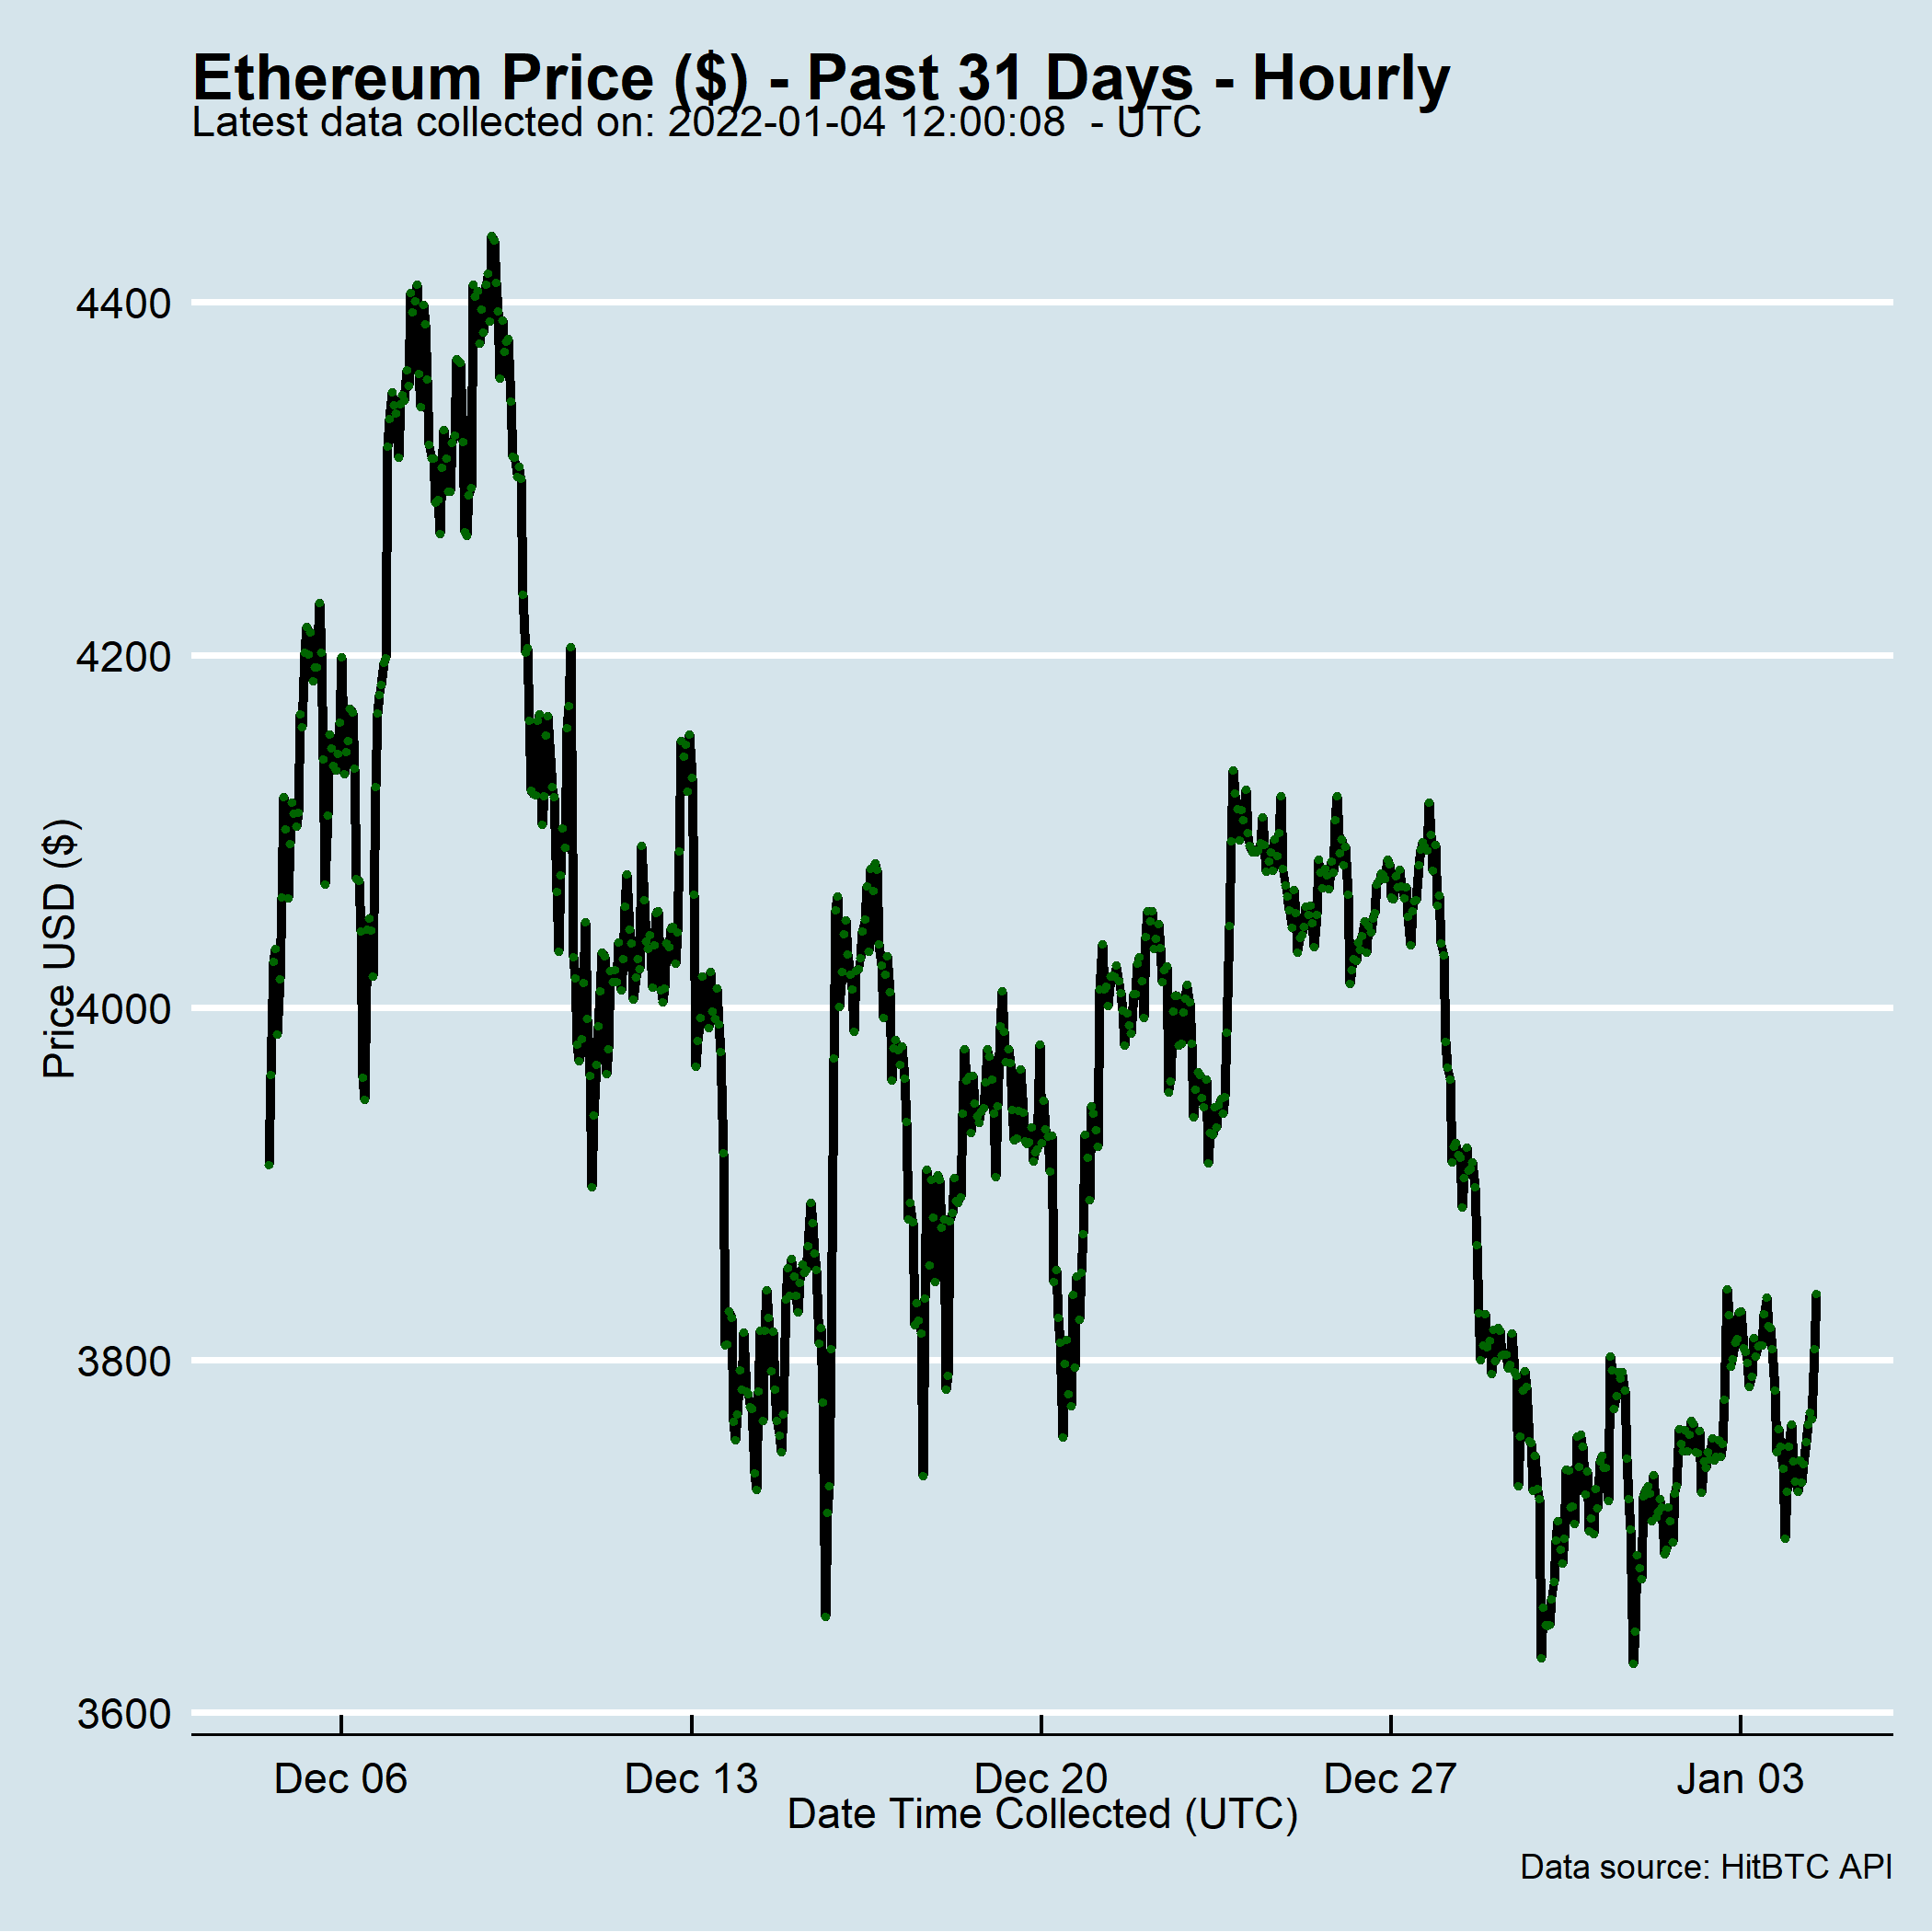 Ethereum Price ($) - Past 31 Days - Hourly
Latest data collected on: 2022-01-04 12:00:08  - UTC
4400
4200
4000
3800
3600
Price USD ($)
Dec 06
Dec 13
Dec 20
Dec 27
Jan 03
Date Time Collected (UTC)
Data source: HitBTC API